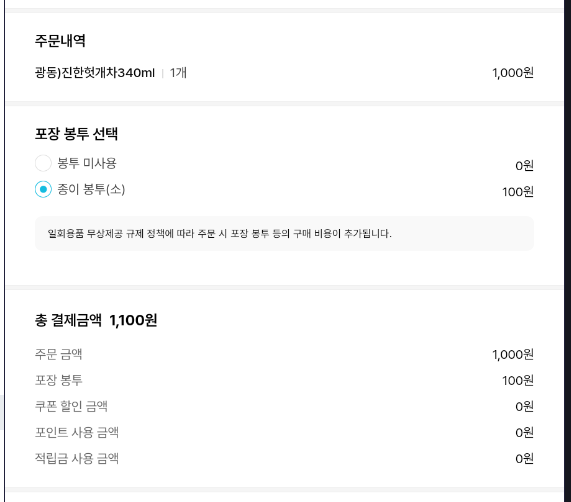 주문내역
광동)진한헛개차340ml | 1개 1,000원
포장 봉투 선택
봉투 미사용 0원
종이 봉투(소) 100원
일회용품 무상제공 규제 정책에 따라 주문 시 포장 봉투 등의 구매 비용이 추가됩니다.
총 결제금액 1,100원
주문 금액 1,000원
포장 봉투 100원
쿠폰 할인 금액 0원
포인트 사용 금액 0원
적립금 사용 금액 0원